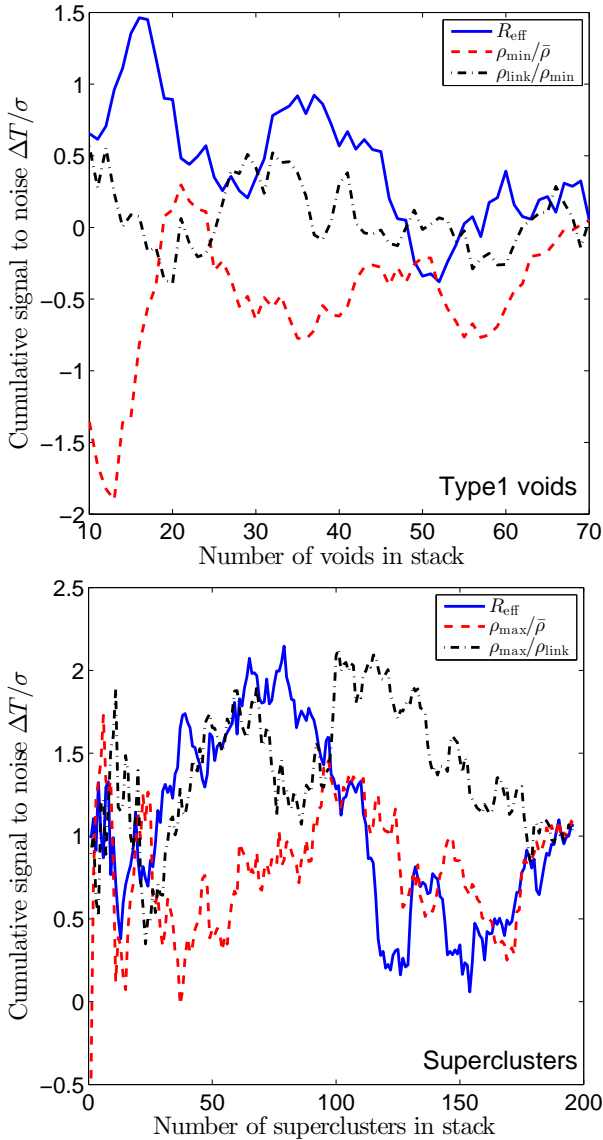 Cumulative signal to noise ΔT/σ
1.5
1
0.5
0
−0.5
−1
−1.5
−2
R_eff
ρ_min/ρ̄
ρ_link/ρ_min
Type1 voids
10 20 30 40 50 60 70
Number of voids in stack
Cumulative signal to noise ΔT/σ
2.5
2
1.5
1
0.5
0
−0.5
R_eff
ρ_max/ρ̄
ρ_max/ρ_link
Superclusters
0 50 100 150 200
Number of superclusters in stack